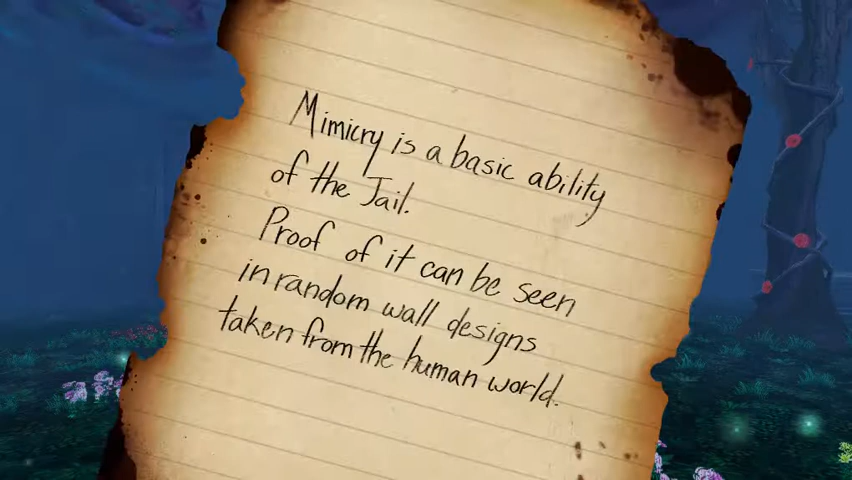 Mimicry is a basic ability
of the Jail.
Proof of it can be seen
in random wall designs
taken from the human world.